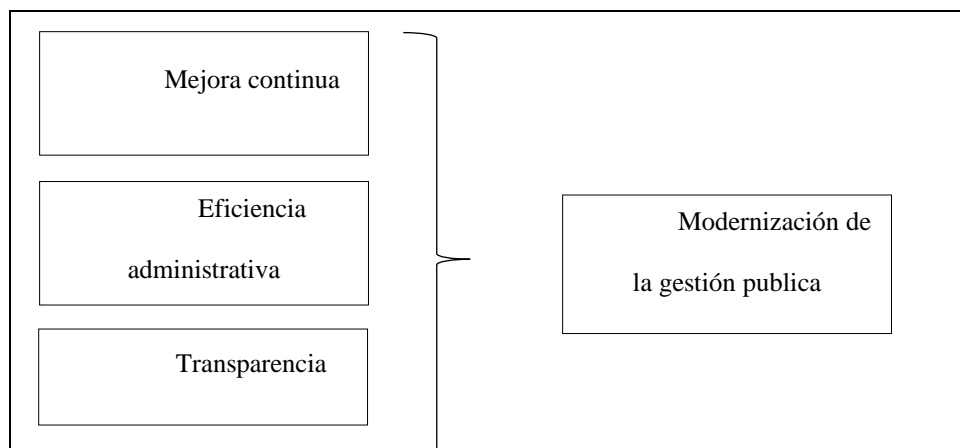 Mejora continua
Eficiencia
administrativa
Transparencia
Modernización de
la gestión publica